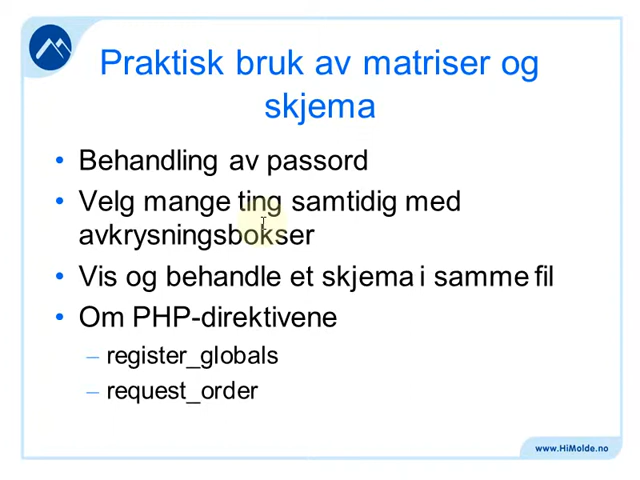 Praktisk bruk av matriser og
skjema
• Behandling av passord
• Velg mange ting samtidig med
avkrysningsbokser
• Vis og behandle et skjema i samme fil
• Om PHP-direktivene
– register_globals
– request_order
www.HiMolde.no